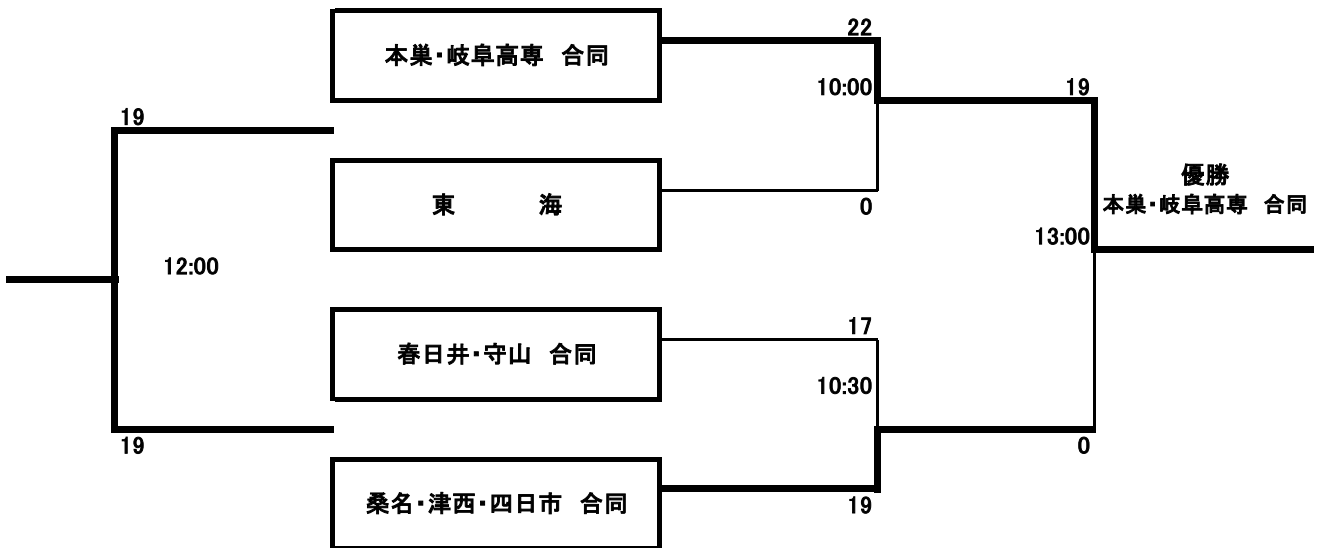 22
本巣・岐阜高専 合同
10:00
19
19
優勝
東 海
本巣・岐阜高専 合同
0
13:00
12:00
17
春日井・守山 合同
10:30
19
0
桑名・津西・四日市 合同
19